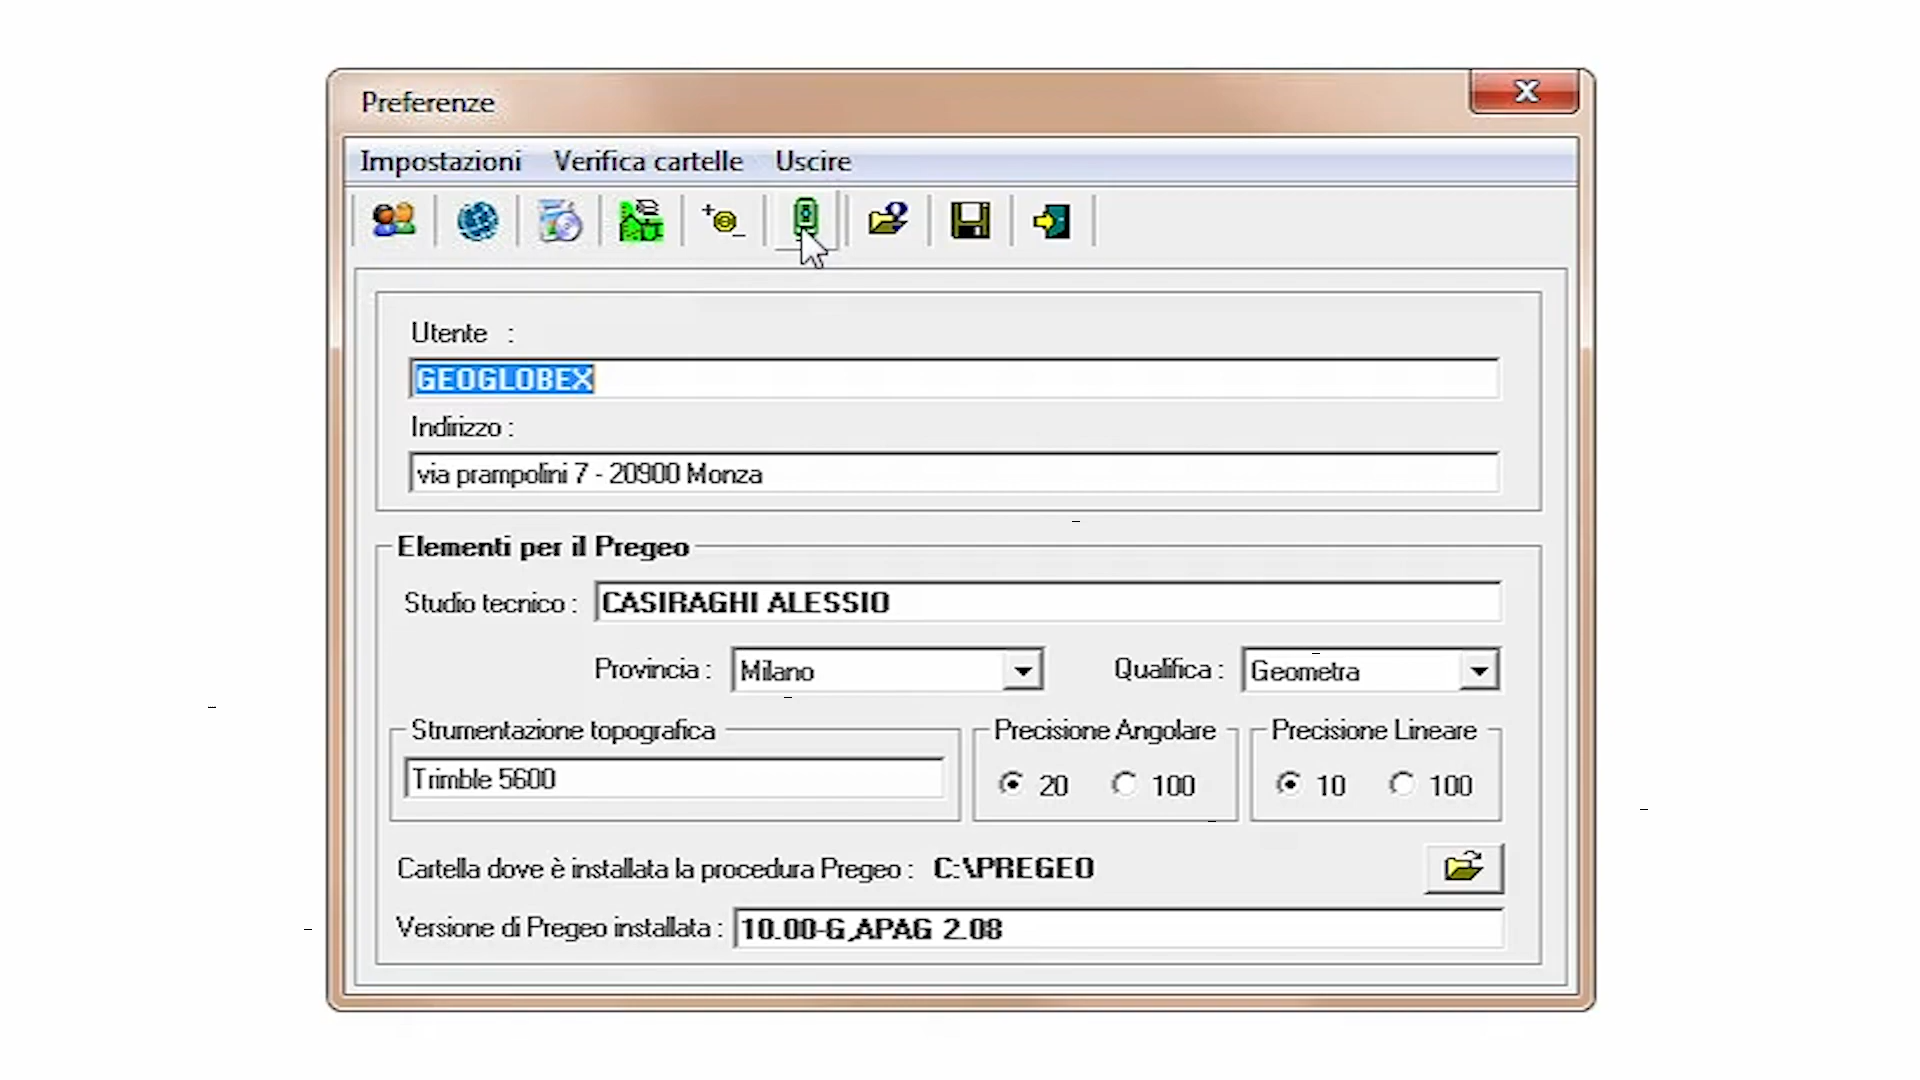 Preferenze
Impostazioni Verifica cartelle Uscire
Utente :
GEOGLOBEX
Indirizzo :
via prampolini 7 - 20900 Monza
Elementi per il Pregeo
Studio tecnico : CASIRAGHI ALESSIO
Provincia : Milano Qualifica : Geometra
Strumentazione topografica Precisione Angolare Precisione Lineare
Trimble 5600 20 100 10 100
Cartella dove è installata la procedura Pregeo : C:\PREGEO
Versione di Pregeo installata : 10.00-G,APAG 2.08